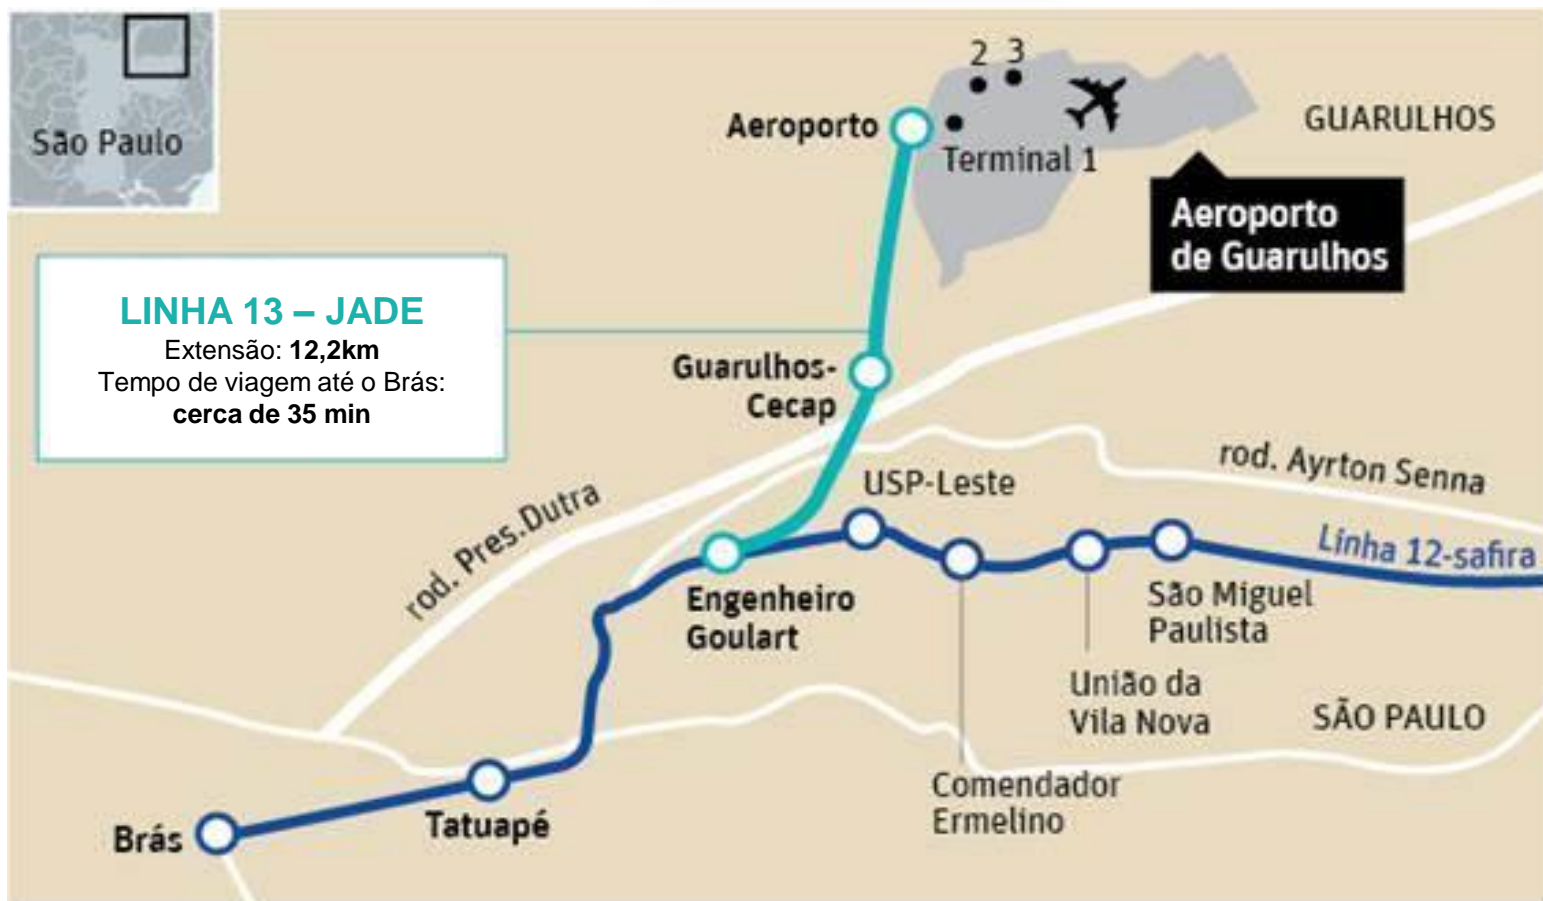 São Paulo
2 3
Aeroporto
Terminal 1
GUARULHOS
Aeroporto
de Guarulhos
LINHA 13 – JADE
Extensão: 12,2km
Tempo de viagem até o Brás:
cerca de 35 min
Guarulhos-
Cecap
rod. Pres.Dutra
USP-Leste
rod. Ayrton Senna
Linha 12-safira
Engenheiro
Goulart
São Miguel
Paulista
União da
Vila Nova
SÃO PAULO
Comendador
Ermelino
Tatuapé
Brás